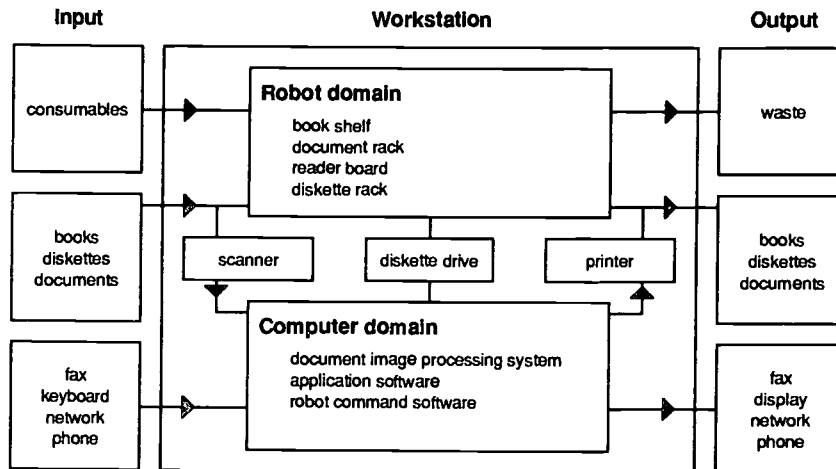 Input
Workstation
Output
consumables
Robot domain
book shelf
document rack
reader board
diskette rack
waste
books
diskettes
documents
scanner
diskette drive
printer
books
diskettes
documents
Computer domain
document image processing system
application software
robot command software
fax
keyboard
network
phone
fax
display
network
phone